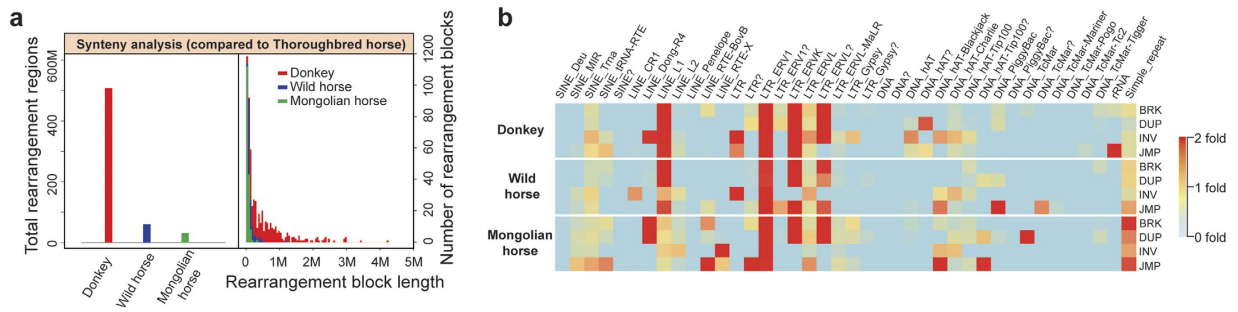 a
Synteny analysis (compared to Thoroughbred horse)
Total rearrangement regions
600M
400
200
0
Donkey
Wild horse
Mongolian
horse
Donkey
Wild horse
Mongolian horse
0
1M
2M
3M
4M
5M
Rearrangement block length
120
100
80
60
40
20
0
Number of rearrangement blocks
b
SINE_Deu
SINE_MIR
SINE_Trna
SINE_tRNA-RTE
SINE?
LINE_CR1
LINE_Dong-R4
LINE_L1
LINE_L2
LINE_Penelope
LINE_RTE-BovB
LINE_RTE-X
LTR
LTR?
LTR_ERV1
LTR_ERV1?
LTR_ERVK
LTR_ERVL
LTR_ERVL?
LTR_ERVL-MaLR
LTR_Gypsy
LTR_Gypsy?
DNA
DNA?
DNA_hAT
DNA_hAT?
DNA_hAT-Blackjack
DNA_hAT-Charlie
DNA_hAT-Tip100
DNA_hAT-Tip100?
DNA_PiggyBac
DNA_PiggyBac?
DNA_TcMar
DNA_TcMar?
DNA_TcMar-Mariner
DNA_TcMar-Pogo
DNA_TcMar-Tc2
DNA_TcMar-Tigger
rRNA
Simple_repeat
Donkey
BRK
DUP
INV
JMP
Wild
horse
BRK
DUP
INV
JMP
Mongolian
horse
BRK
DUP
INV
JMP
2 fold
1 fold
0 fold